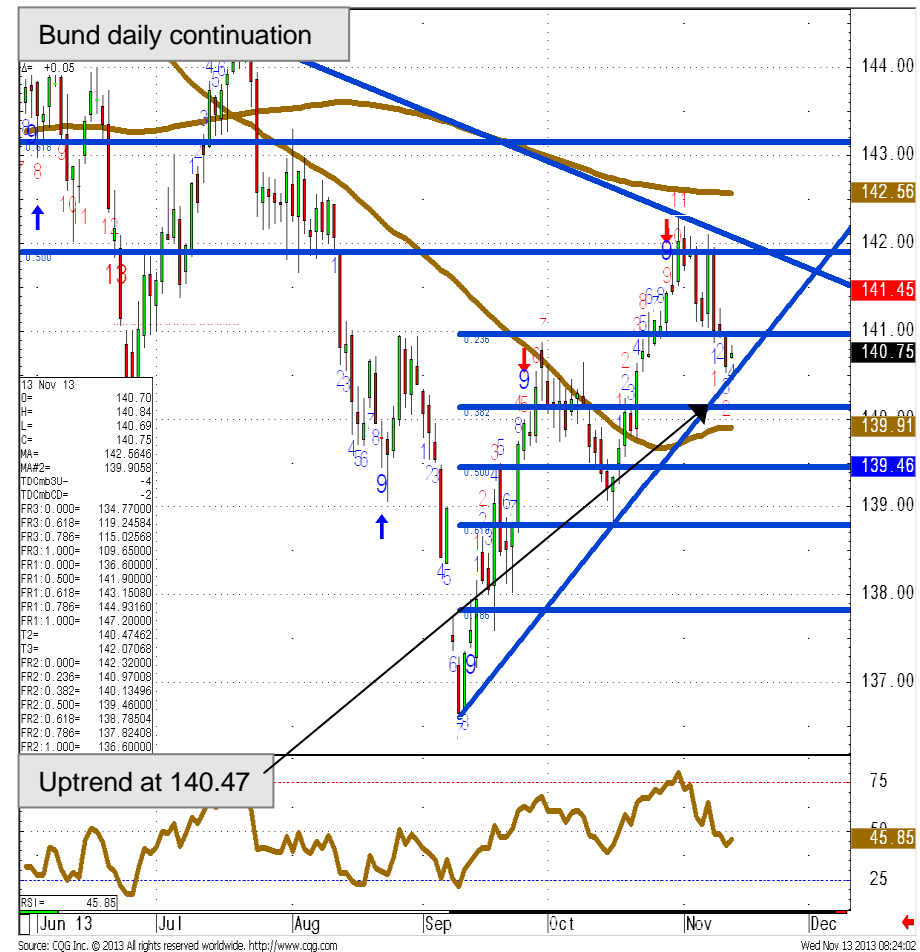 Bund daily continuation
Δ= +0.05
144.00
143.00
0.618
142.56
142.00
0.500
141.45
141.00
0.236
140.75
140.00
0.382
139.91
139.46
0.500
139.00
0.618
138.00
0.786
137.00
13 Nov 13
O= 140.70
H= 140.84
L= 140.69
C= 140.75
MA= 142.5646
MA#2= 139.9058
TDCmb3U- -4
TDCmbCD= -2
FR3:0.000= 134.77000
FR3:0.618= 119.24584
FR3:0.786= 115.02568
FR3:1.000= 109.65000
FR1:0.000= 136.60000
FR1:0.500= 141.90000
FR1:0.618= 143.15080
FR1:0.786= 144.93160
FR1:1.000= 147.20000
T2= 140.47462
T3= 142.07068
FR2:0.000= 142.32000
FR2:0.236= 140.97008
FR2:0.382= 140.13496
FR2:0.500= 139.46000
FR2:0.618= 138.78504
FR2:0.786= 137.82408
FR2:1.000= 136.60000
Uptrend at 140.47
75
50
45.85
25
RSI= 45.85
Jun 13 Jul Aug Sep Oct Nov Dec
Source: CQG Inc. © 2013 All rights reserved worldwide. http://www.cqg.com
Wed Nov 13 2013 08:24:02